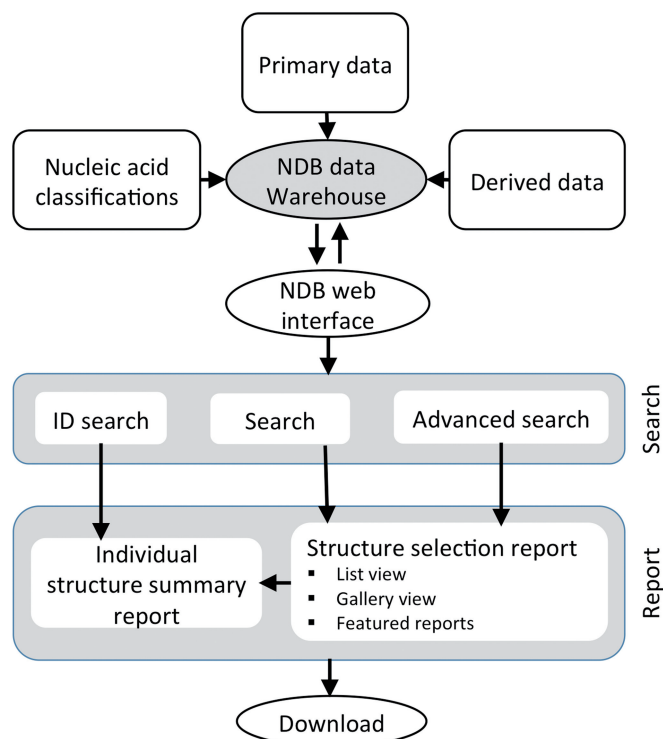 Primary data
Nucleic acid
classifications
NDB data
Warehouse
Derived data
NDB web
interface
ID search
Search
Advanced search
Search
Individual
structure summary
report
Structure selection report
▪ List view
▪ Gallery view
▪ Featured reports
Report
Download